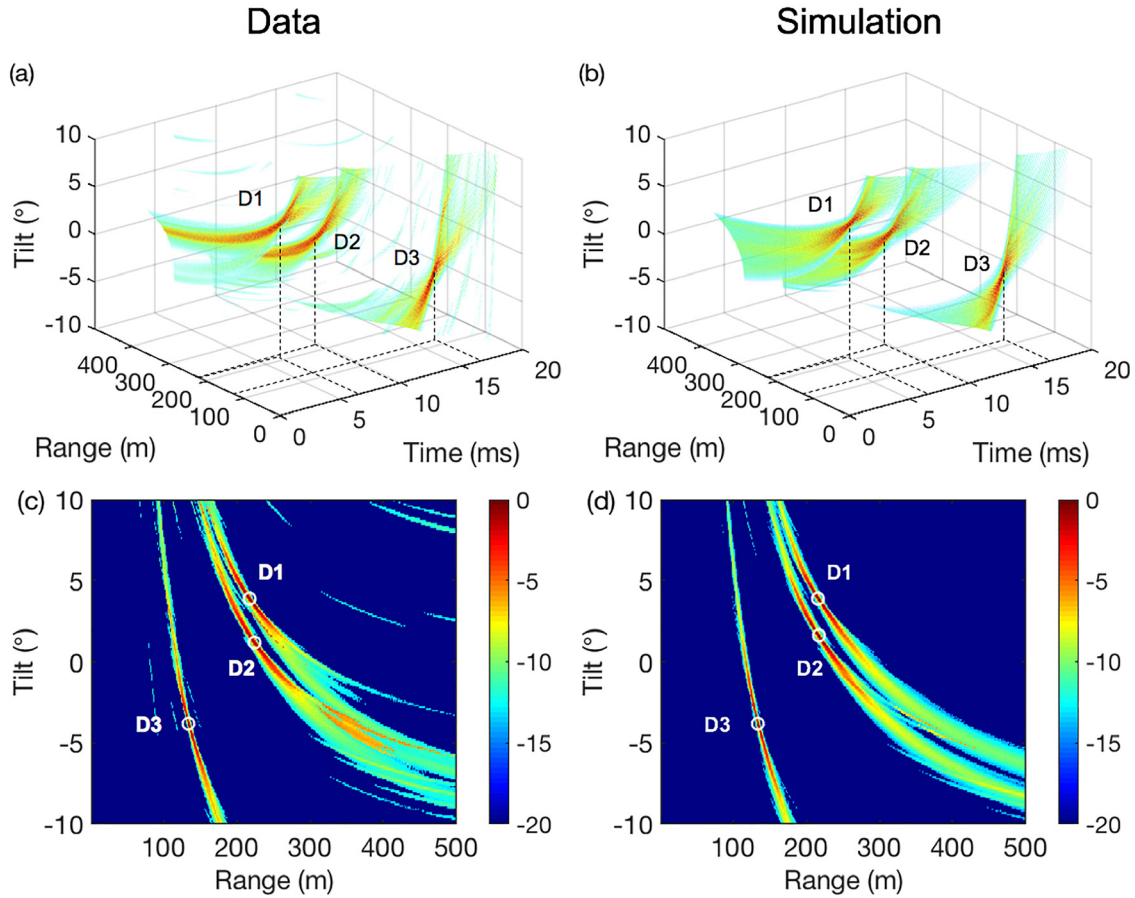 Data
Simulation
(a)
(b)
10
5
0
-5
-10
Tilt (°)
D1
D2
D3
400
300
200
100
0
Range (m)
0
5
10
15
20
Time (ms)
10
5
0
-5
-10
Tilt (°)
D1
D2
D3
400
300
200
100
0
Range (m)
0
5
10
15
20
Time (ms)
(c)
10
5
0
-5
-10
Tilt (°)
D1
D2
D3
100 200 300 400 500
Range (m)
0
-5
-10
-15
-20
(d)
10
5
0
-5
-10
Tilt (°)
D1
D2
D3
100 200 300 400 500
Range (m)
0
-5
-10
-15
-20